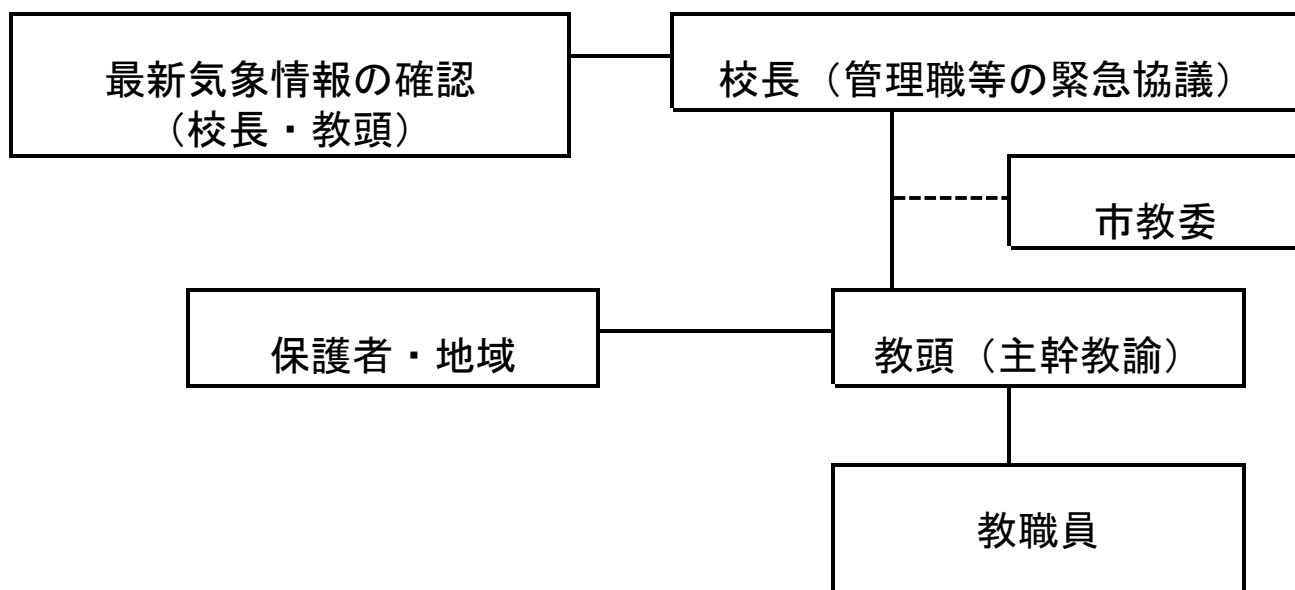 最新気象情報の確認
（校長・教頭）
校長（管理職等の緊急協議）
市教委
保護者・地域
教頭（主幹教諭）
教職員